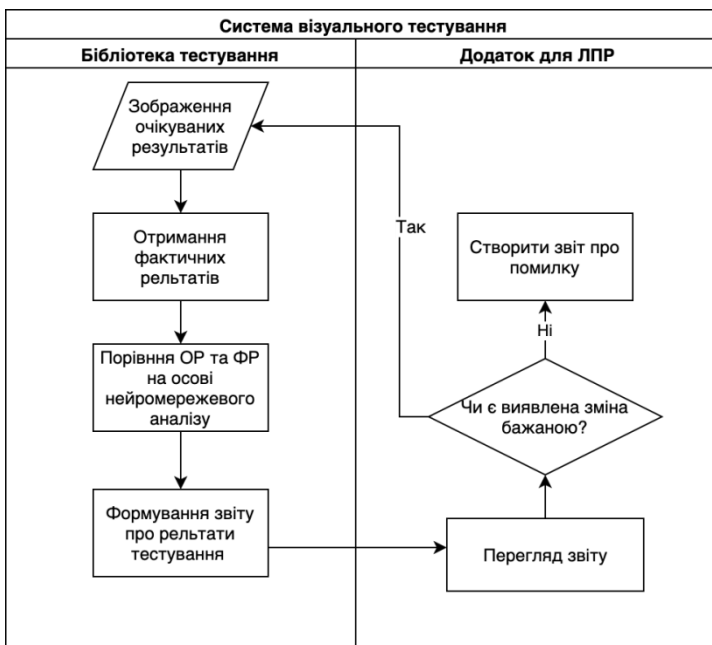 Система візуального тестування
Бібліотека тестування
Додаток для ЛПР
Зображення
очікуваних
результатів
Отримання
фактичних
рельтатів
Порівння ОР та ФР
на осові
нейромережевого
аналізу
Формування звіту
про рельтати
тестування
Перегляд звіту
Чи є виявлена зміна
бажаною?
Так
Ні
Створити звіт про
помилку